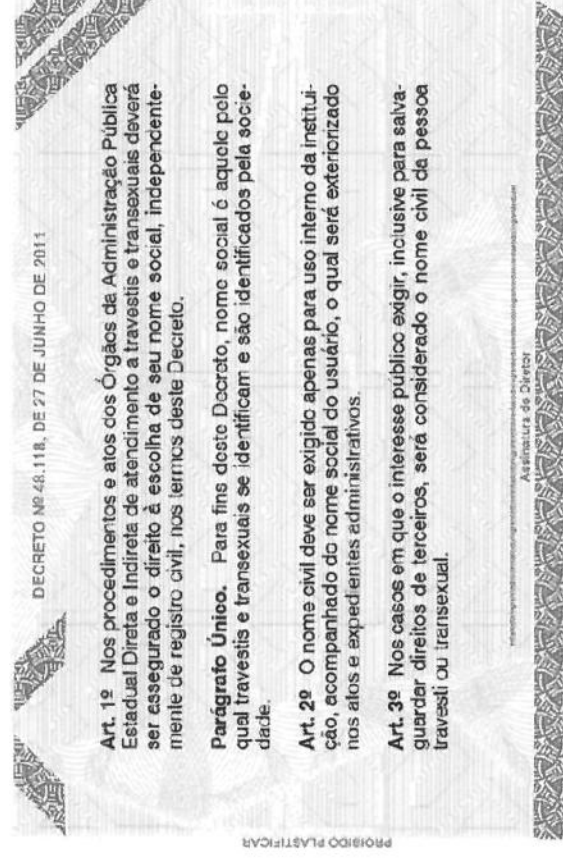 DECRETO Nº 48.118, DE 27 DE JUNHO DE 2011
Art. 1º Nos procedimentos e atos dos Órgãos da Administração Pública
Estadual Direta e Indireta de atendimento a travestis e transexuais deverá
ser assegurado o direito à escolha de seu nome social, independente-
mente de registro civil, nos termos deste Decreto.
Parágrafo Único. Para fins deste Decreto, nome social é aquele pelo
qual travestis e transexuais se identificam e são identificados pela socie-
dade.
Art. 2º O nome civil deve ser exigido apenas para uso interno da institui-
ção, acompanhado do nome social do usuário, o qual será exteriorizado
nos atos e expedientes administrativos.
Art. 3º Nos casos em que o interesse público exigir, inclusive para salva-
guardar direitos de terceiros, será considerado o nome civil da pessoa
travesti ou transexual.
Assinatura do Diretor
PROIBIDO PLASTIFICAR